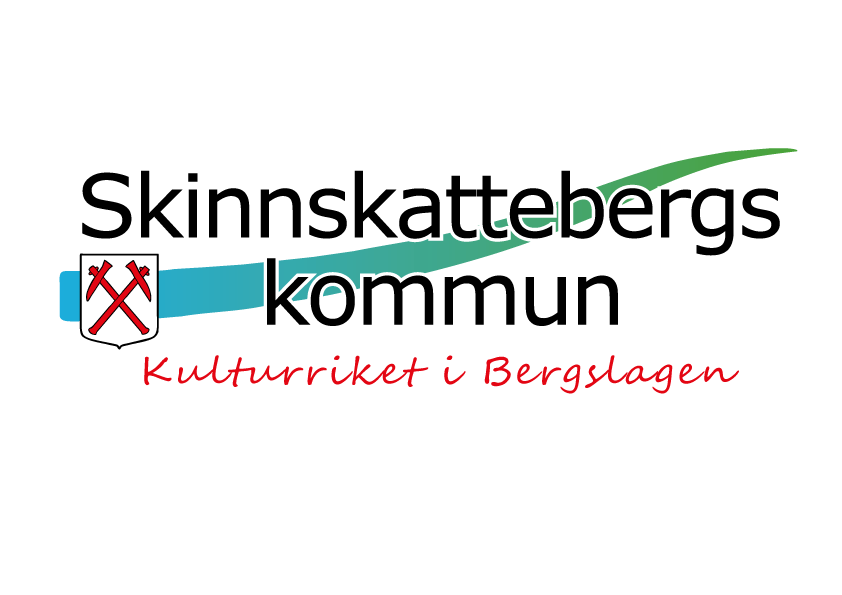 Skinnskattebergs
kommun
Kulturriket i Bergslagen